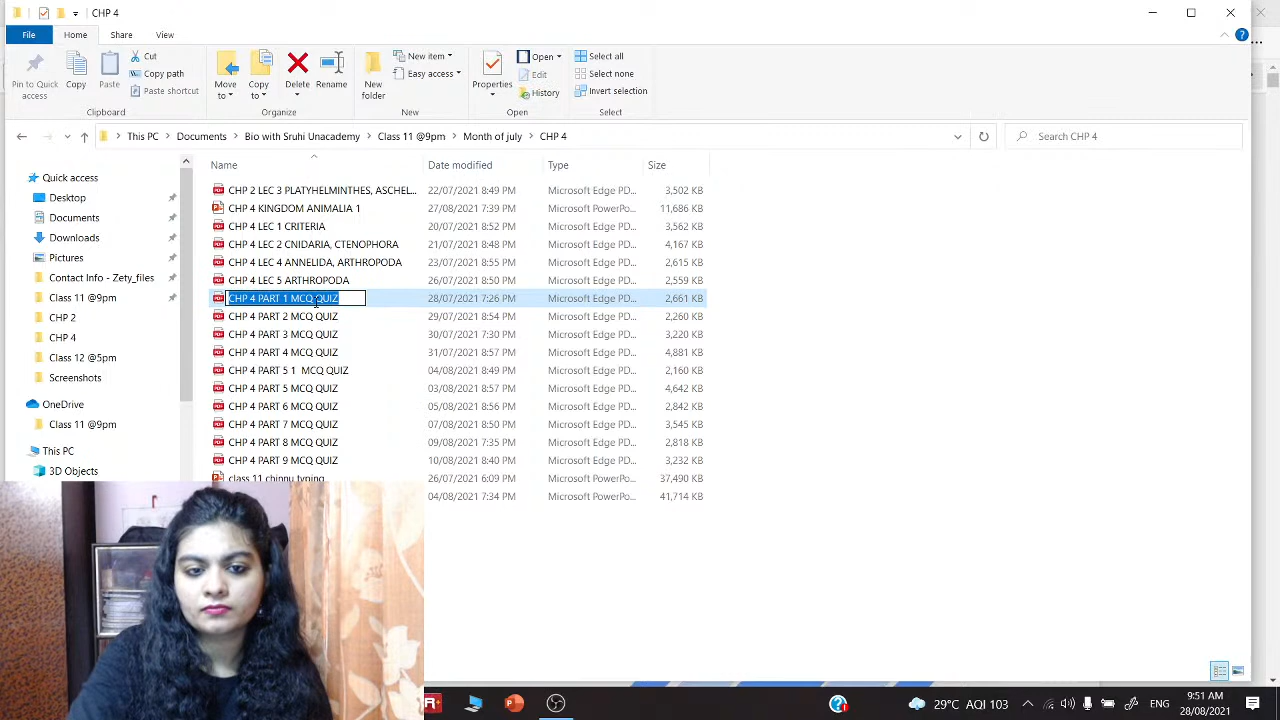 CHP 4
File Home Share View
Pin to Quick access
Copy
Paste
Cut
Copy path
Paste shortcut
Clipboard
Move to
Copy to
Delete
Rename
Organize
New folder
New item
Easy access
New
Properties
Open
Edit
History
Open
Select all
Select none
Invert selection
Select
This PC > Documents > Bio with Sruhi Unacademy > Class 11 @9pm > Month of july > CHP 4
Search CHP 4
Quick access
Desktop
Documents
Downloads
Pictures
Contact Info - Zety_files
Class 11 @9pm
CHP 2
CHP 4
Class 12 @5pm
Screenshots
OneDrive
Class 11 @9pm
This PC
3D Objects
Name Date modified Type Size
CHP 2 LEC 3 PLATYHELMINTHES, ASCHEL... 22/07/2021 8:49 PM Microsoft Edge PD... 3,502 KB
CHP 4 KINGDOM ANIMALIA 1 27/08/2021 7:39 PM Microsoft PowerPo... 11,686 KB
CHP 4 LEC 1 CRITERIA 20/07/2021 8:52 PM Microsoft Edge PD... 3,562 KB
CHP 4 LEC 2 CNIDARIA, CTENOPHORA 21/07/2021 8:48 PM Microsoft Edge PD... 4,167 KB
CHP 4 LEC 4 ANNELIDA, ARTHROPODA 23/07/2021 8:55 PM Microsoft Edge PD... 2,615 KB
CHP 4 LEC 5 ARTHROPODA 26/07/2021 8:50 PM Microsoft Edge PD... 2,559 KB
CHP 4 PART 1 MCQ QUIZ 28/07/2021 7:26 PM Microsoft Edge PD... 2,661 KB
CHP 4 PART 2 MCQ QUIZ 29/07/2021 8:54 PM Microsoft Edge PD... 2,260 KB
CHP 4 PART 3 MCQ QUIZ 30/07/2021 7:30 PM Microsoft Edge PD... 3,220 KB
CHP 4 PART 4 MCQ QUIZ 31/07/2021 8:57 PM Microsoft Edge PD... 4,881 KB
CHP 4 PART 5 1 MCQ QUIZ 04/08/2021 8:49 PM Microsoft Edge PD... 2,160 KB
CHP 4 PART 5 MCQ QUIZ 03/08/2021 8:57 PM Microsoft Edge PD... 4,642 KB
CHP 4 PART 6 MCQ QUIZ 05/08/2021 8:56 PM Microsoft Edge PD... 2,842 KB
CHP 4 PART 7 MCQ QUIZ 07/08/2021 8:50 PM Microsoft Edge PD... 3,545 KB
CHP 4 PART 8 MCQ QUIZ 09/08/2021 7:35 PM Microsoft Edge PD... 2,818 KB
CHP 4 PART 9 MCQ QUIZ 10/08/2021 8:40 PM Microsoft Edge PD... 3,232 KB
class 11 chinnu typing 26/07/2021 6:09 PM Microsoft PowerPo... 37,490 KB
04/08/2021 7:34 PM Microsoft PowerPo... 41,714 KB
29°C AQI 103 ENG 9:51 AM
28/08/2021